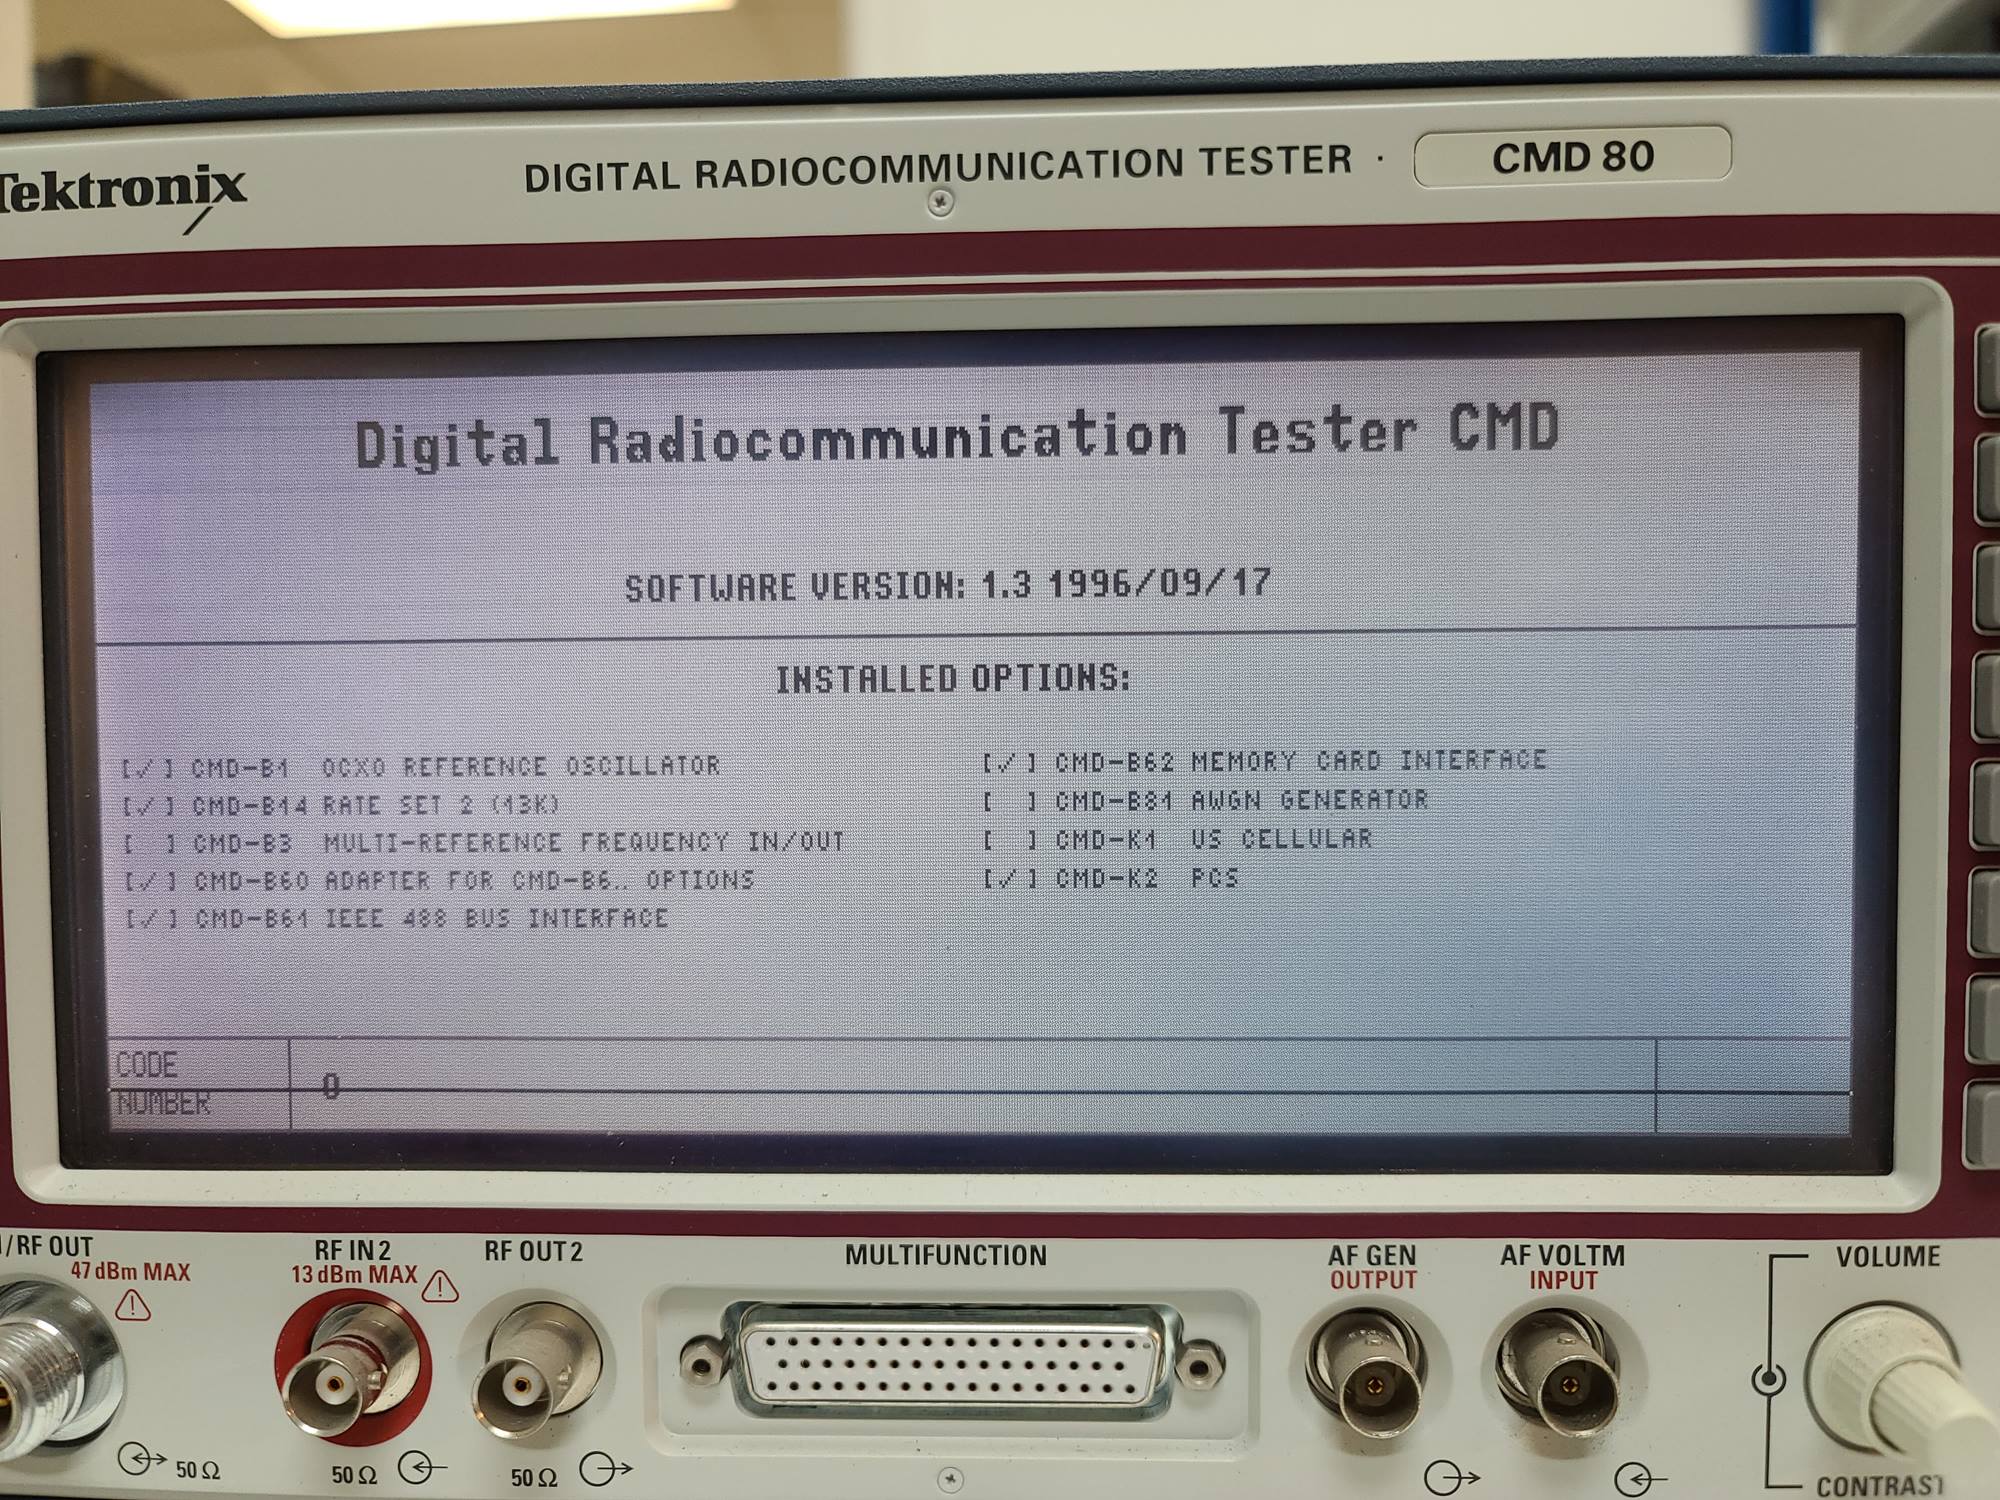 Tektronix
DIGITAL RADIOCOMMUNICATION TESTER · CMD 80
Digital Radiocommunication Tester CMD
SOFTWARE VERSION: 1.3 1996/09/17
INSTALLED OPTIONS:
[✓] CMD-B1 OCXO REFERENCE OSCILLATOR
[✓] CMD-B14 RATE SET 2 (13K)
[ ] CMD-B3 MULTI-REFERENCE FREQUENCY IN/OUT
[✓] CMD-B60 ADAPTER FOR CMD-B6.. OPTIONS
[✓] CMD-B61 IEEE 488 BUS INTERFACE
[✓] CMD-B62 MEMORY CARD INTERFACE
[ ] CMD-B81 AWGN GENERATOR
[ ] CMD-K1 US CELLULAR
[✓] CMD-K2 PCS
CODE
NUMBER
0
/RF OUT
47 dBm MAX
50 Ω
RF IN 2
13 dBm MAX
50 Ω
RF OUT 2
50 Ω
MULTIFUNCTION
AF GEN
OUTPUT
AF VOLTM
INPUT
VOLUME
CONTRAST